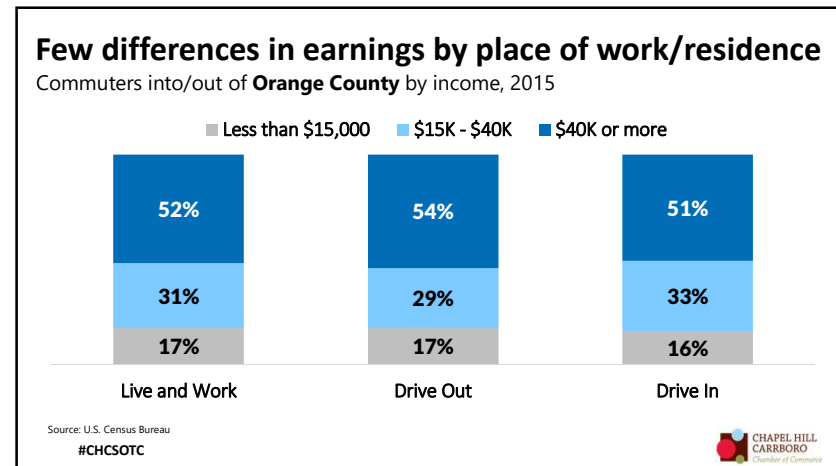 Few differences in earnings by place of work/residence
Commuters into/out of Orange County by income, 2015
Less than $15,000 $15K - $40K $40K or more
52% 54% 51%
31% 29% 33%
17% 17% 16%
Live and Work Drive Out Drive In
Source: U.S. Census Bureau
#CHCSOTC
CHAPEL HILL
CARRBORO
Chamber of Commerce